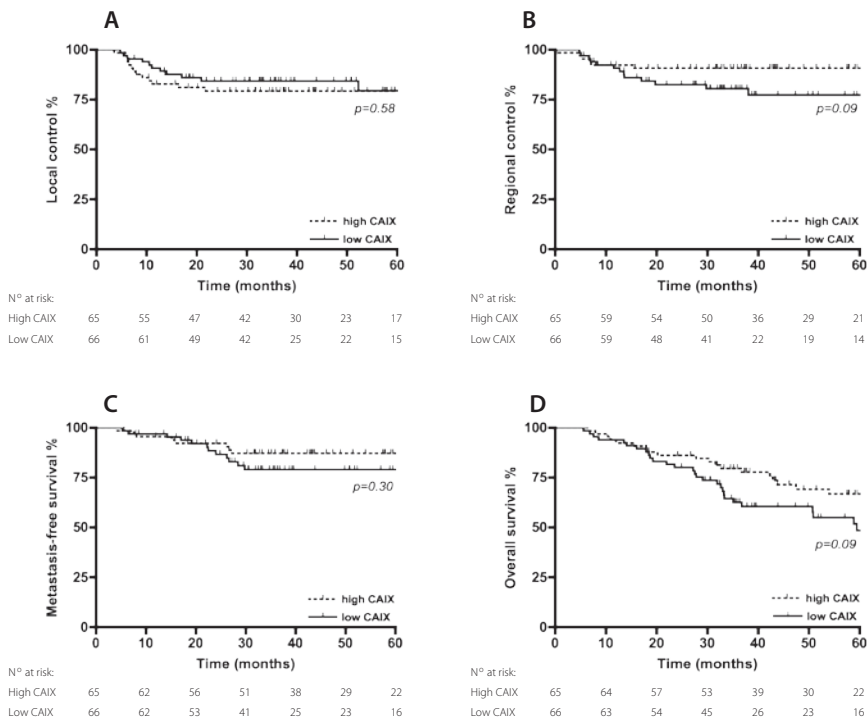 A
100
75
50
25
0
Local control %
p=0.58
high CAIX
low CAIX
0 10 20 30 40 50 60
Time (months)
Nº at risk:
High CAIX 65 55 47 42 30 23 17
Low CAIX 66 61 49 42 25 22 15
B
100
75
50
25
0
Regional control %
p=0.09
high CAIX
low CAIX
0 10 20 30 40 50 60
Time (months)
Nº at risk:
High CAIX 65 59 54 50 36 29 21
Low CAIX 66 59 48 41 22 19 14
C
100
75
50
25
0
Metastasis-free survival %
p=0.30
high CAIX
low CAIX
0 10 20 30 40 50 60
Time (months)
Nº at risk:
High CAIX 65 62 56 51 38 29 22
Low CAIX 66 62 53 41 25 23 16
D
100
75
50
25
0
Overall survival %
p=0.09
high CAIX
low CAIX
0 10 20 30 40 50 60
Time (months)
Nº at risk:
High CAIX 65 64 57 53 39 30 22
Low CAIX 66 63 54 45 26 23 16